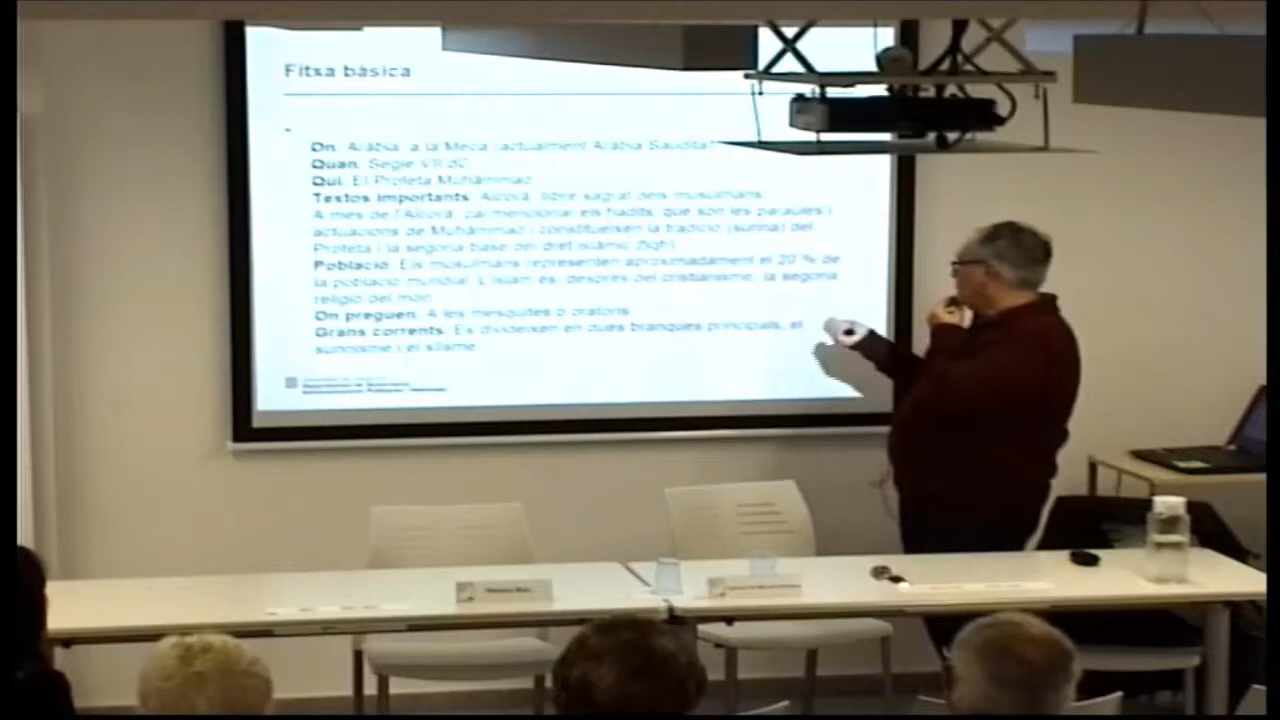 Fitxa bàsica
On. Aràbia, a la Meca (actualment Aràbia Saudita)
Quan. Segle VII dC
Qui. El Profeta Muhàmmad
Textos importants. Alcorà, llibre sagrat dels musulmans.
A més de l'Alcorà, cal mencionar els hadits, que són les paraules i
actuacions de Muhàmmad i constitueixen la tradició (sunna) del
Profeta i la segona base del dret islàmic (fiqh).
Població. Els musulmans representen aproximadament el 20 % de
la població mundial. L'islam és, després del cristianisme, la segona
religió del món.
On preguen. A les mesquites o oratoris.
Grans corrents. Es divideixen en dues branques principals, el
sunnisme i el xiisme.